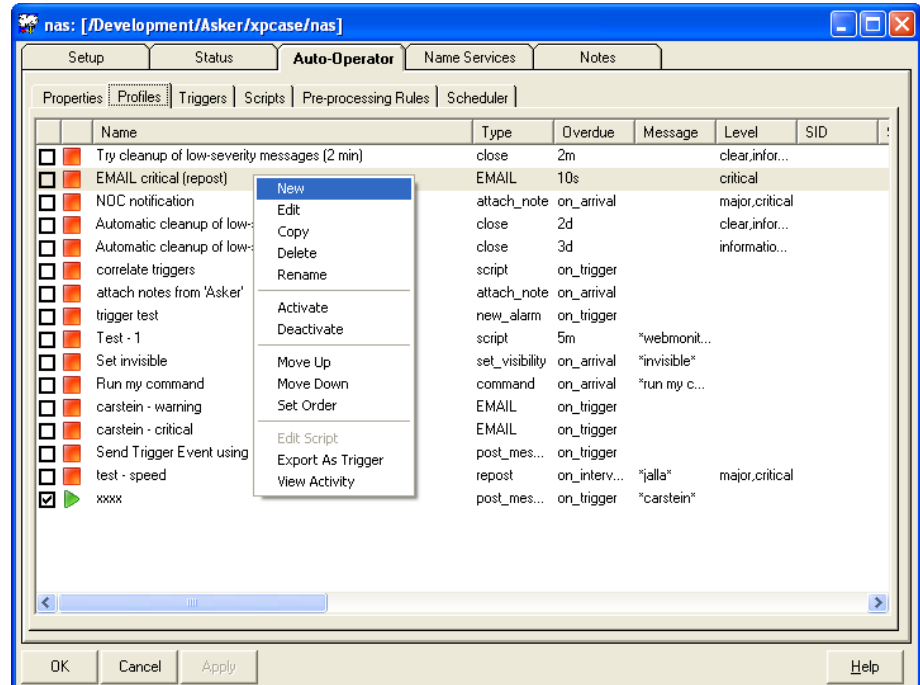 nas: [/Development/Asker/xpcase/nas]
Setup Status Auto-Operator Name Services Notes
Properties Profiles Triggers Scripts Pre-processing Rules Scheduler
Name Type Overdue Message Level SID
Try cleanup of low-severity messages (2 min) close 2m clear,infor...
EMAIL critical (repost) EMAIL 10s critical
NOC notification attach_note on_arrival major,critical
Automatic cleanup of low- close 2d clear,infor...
Automatic cleanup of low- close 3d informatio...
correlate triggers script on_trigger
attach notes from 'Asker' attach_note on_arrival
trigger test new_alarm on_trigger
Test - 1 script 5m *webmonit...
Set invisible set_visibility on_arrival *invisible*
Run my command command on_arrival *run my c...
carstein - warning EMAIL on_trigger
carstein - critical EMAIL on_trigger
Send Trigger Event using post_mes... on_trigger
test - speed repost on_interv... *jalla* major,critical
xxxx post_mes... on_trigger *carstein*
New
Edit
Copy
Delete
Rename
Activate
Deactivate
Move Up
Move Down
Set Order
Edit Script
Export As Trigger
View Activity
OK Cancel Apply Help